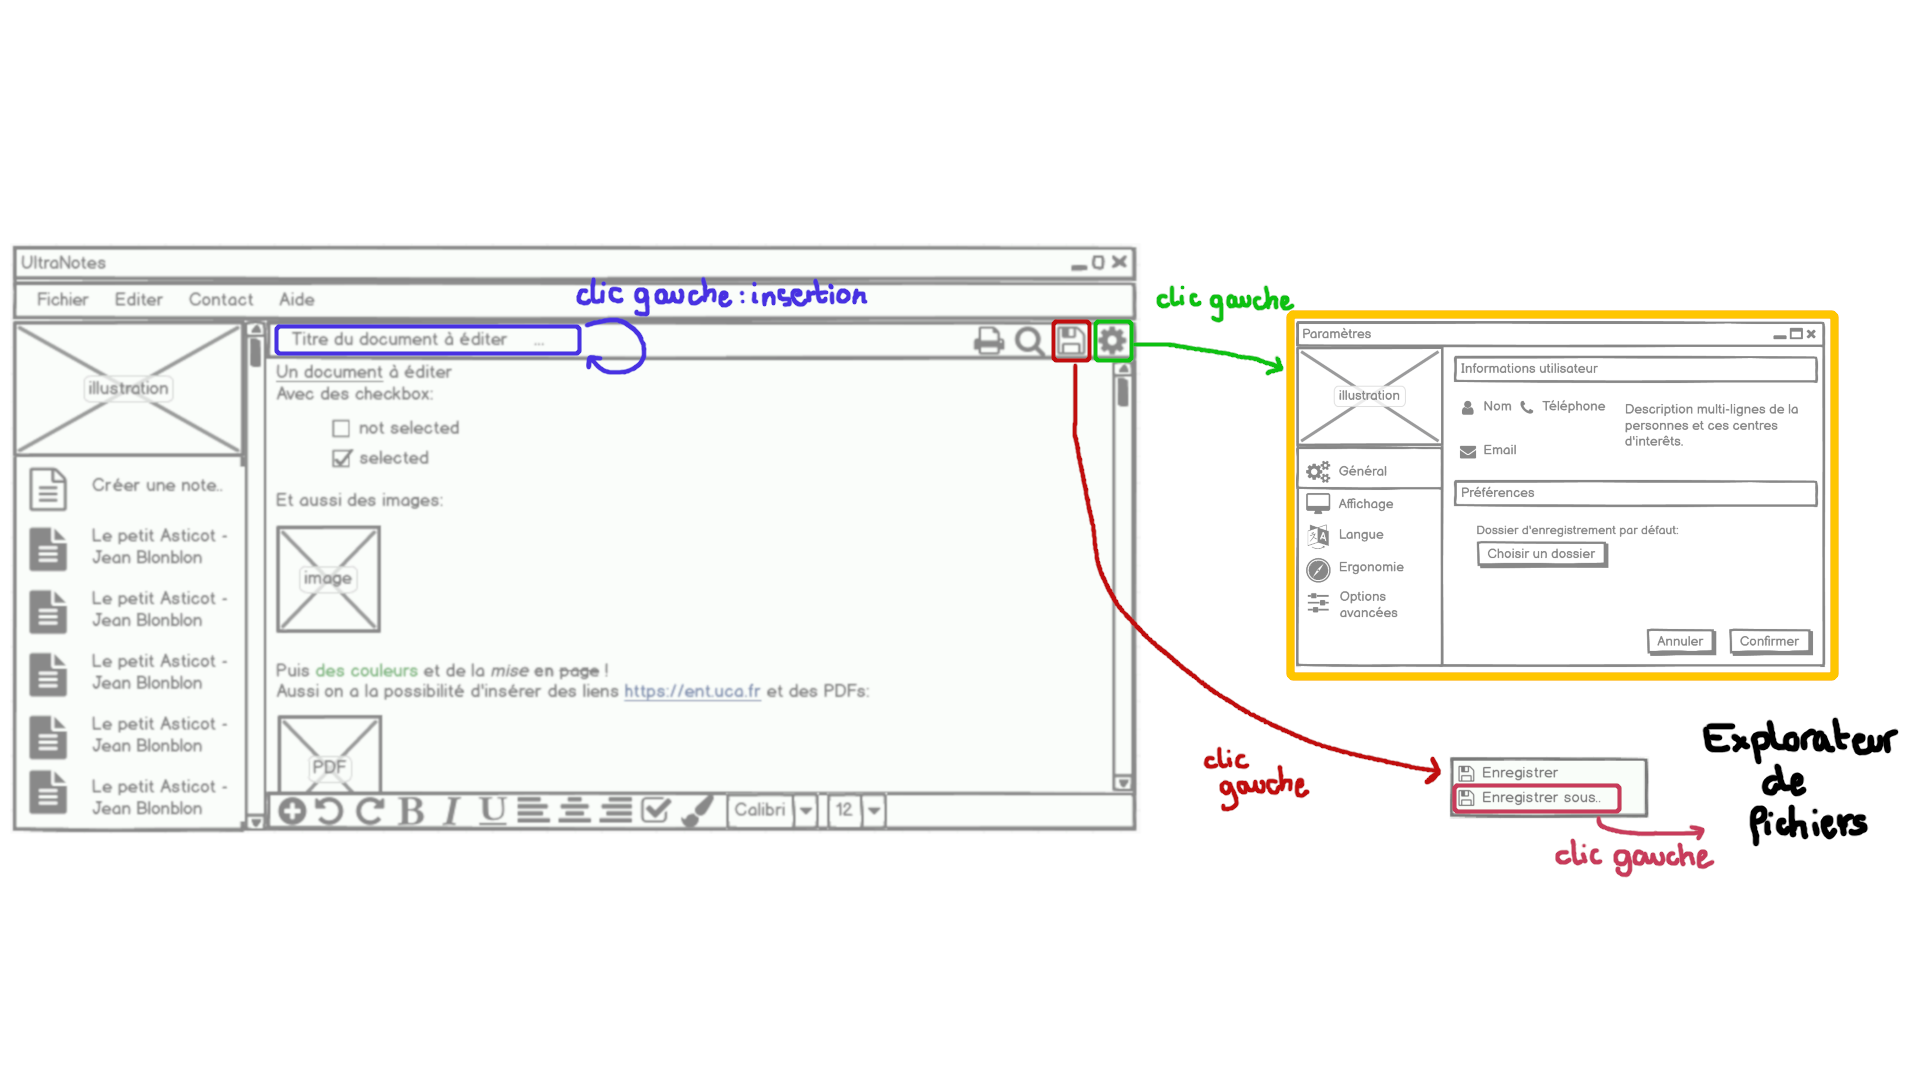 UltraNotes
Fichier Editer Contact Aide
clic gauche : insertion
Titre du document à éditer ...
illustration
Créer une note..
Le petit Asticot -
Jean Blonblon
Le petit Asticot -
Jean Blonblon
Le petit Asticot -
Jean Blonblon
Le petit Asticot -
Jean Blonblon
Le petit Asticot -
Jean Blonblon
Un document à éditer
Avec des checkbox:
not selected
selected
Et aussi des images:
image
Puis des couleurs et de la mise en page !
Aussi on a la possibilité d'insérer des liens https://ent.uca.fr et des PDFs:
PDF
B I U Calibri 12
clic gauche
Paramètres
illustration
Général
Affichage
Langue
Ergonomie
Options
avancées
Informations utilisateur
Nom Téléphone
Email
Description multi-lignes de la
personnes et ces centres
d'interêts.
Préférences
Dossier d'enregistrement par défaut:
Choisir un dossier
Annuler Confirmer
clic
gauche
Enregistrer
Enregistrer sous..
clic gauche
Explorateur
de
fichiers